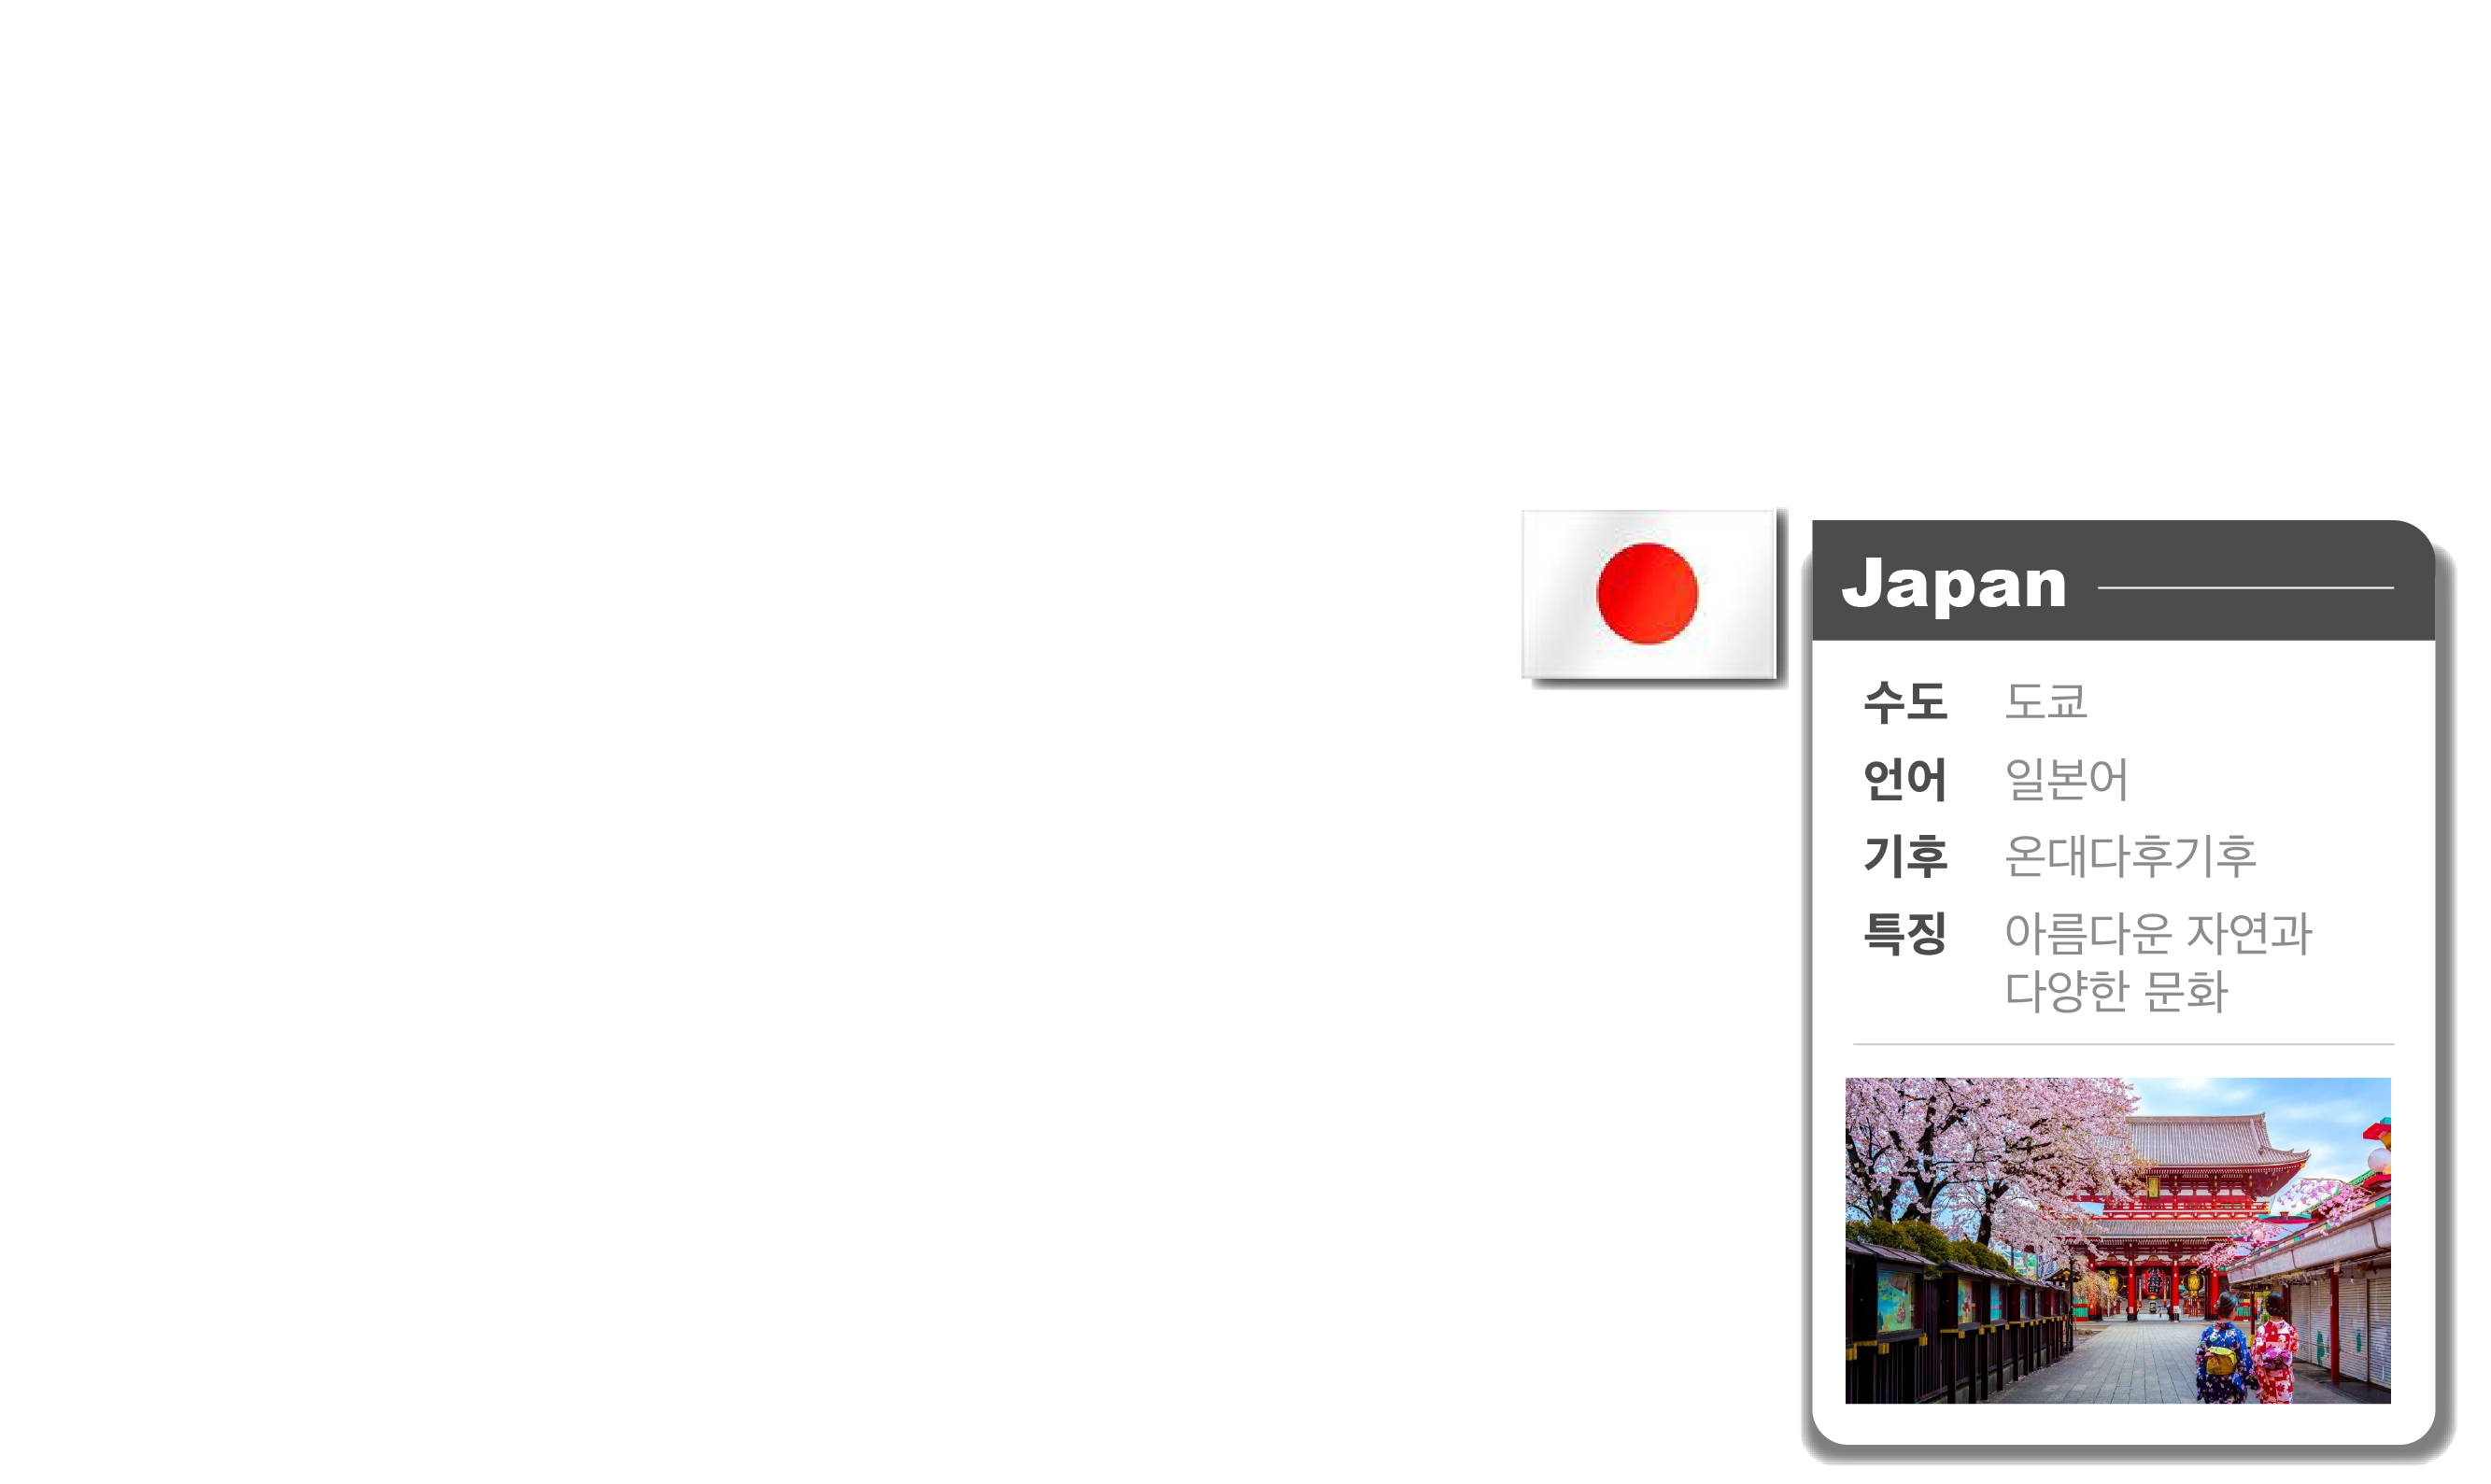 Japan
수도 도쿄
언어 일본어
기후 온대다후기후
특징 아름다운 자연과
다양한 문화